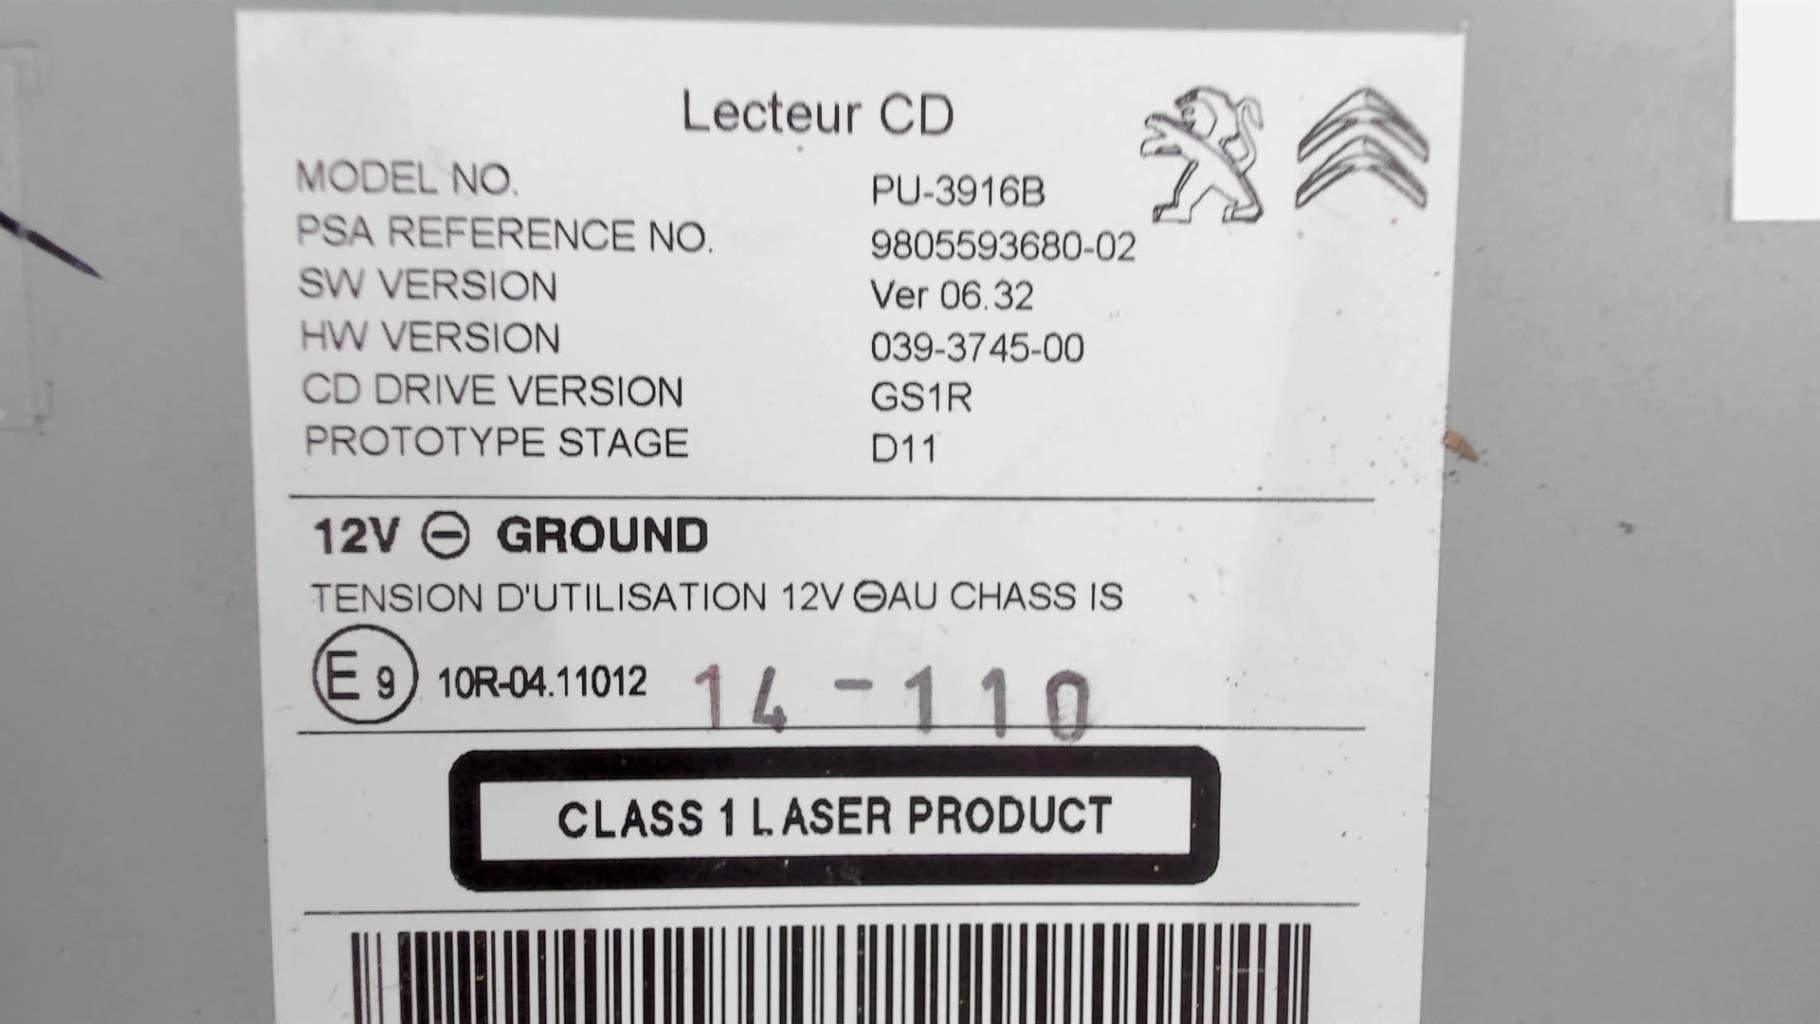 Lecteur CD
MODEL NO. PU-3916B
PSA REFERENCE NO. 9805593680-02
SW VERSION Ver 06.32
HW VERSION 039-3745-00
CD DRIVE VERSION GS1R
PROTOTYPE STAGE D11
12V ⊖ GROUND
TENSION D'UTILISATION 12V ⊖AU CHASS IS
E9 10R-04.11012 14-110
CLASS 1 LASER PRODUCT